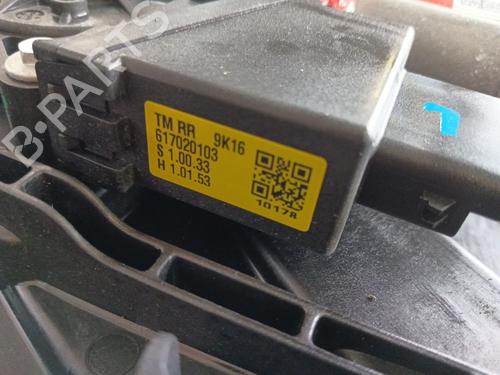 B-PARTS
TM RR 9K16
617020103
S 1.00.33
H 1.01.53
10178